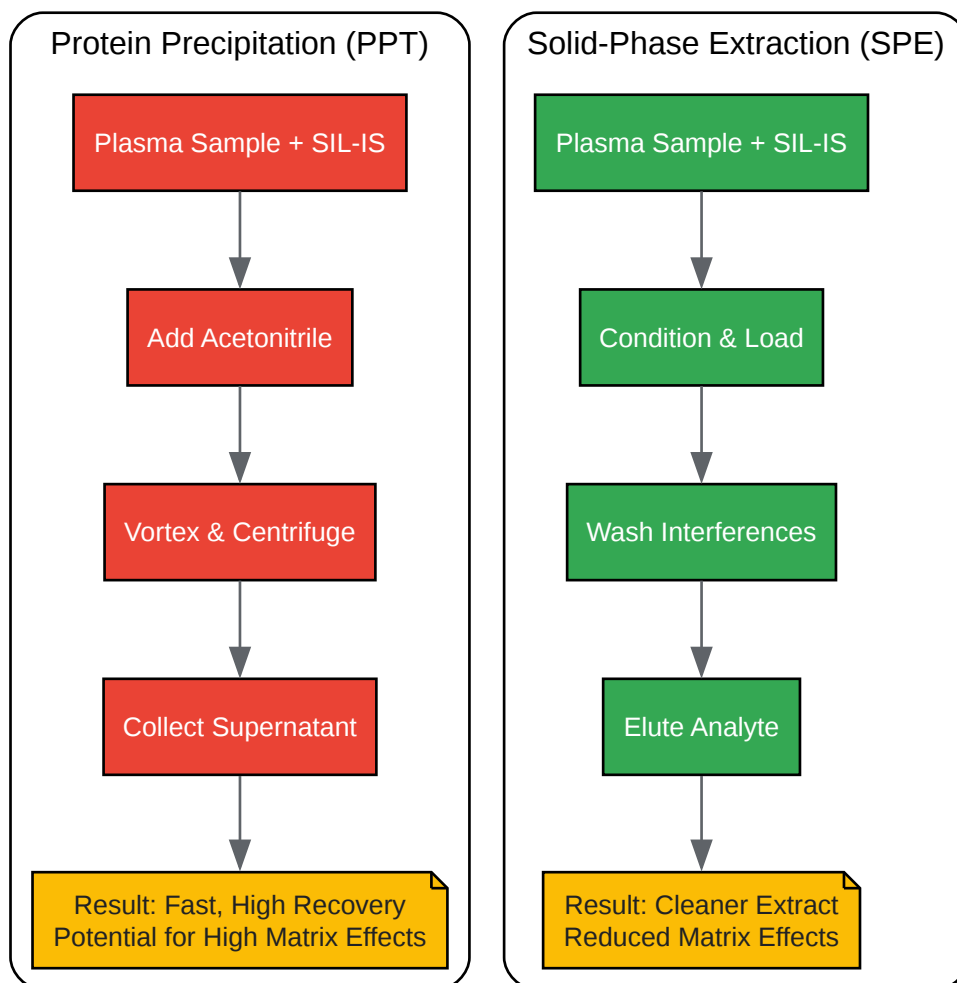 Protein Precipitation (PPT)
Plasma Sample + SIL-IS
Add Acetonitrile
Vortex & Centrifuge
Collect Supernatant
Result: Fast, High Recovery
Potential for High Matrix Effects
Solid-Phase Extraction (SPE)
Plasma Sample + SIL-IS
Condition & Load
Wash Interferences
Elute Analyte
Result: Cleaner Extract
Reduced Matrix Effects